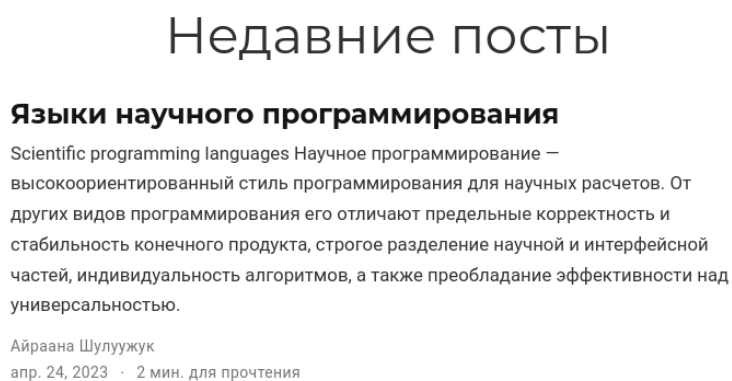 Недавние посты
Языки научного программирования
Scientific programming languages Научное программирование —
высокоориентированный стиль программирования для научных расчетов. От
других видов программирования его отличают предельные корректность и
стабильность конечного продукта, строгое разделение научной и интерфейсной
частей, индивидуальность алгоритмов, а также преобладание эффективности над
универсальностью.
Айраана Шулуужук
апр. 24, 2023 · 2 мин. для прочтения